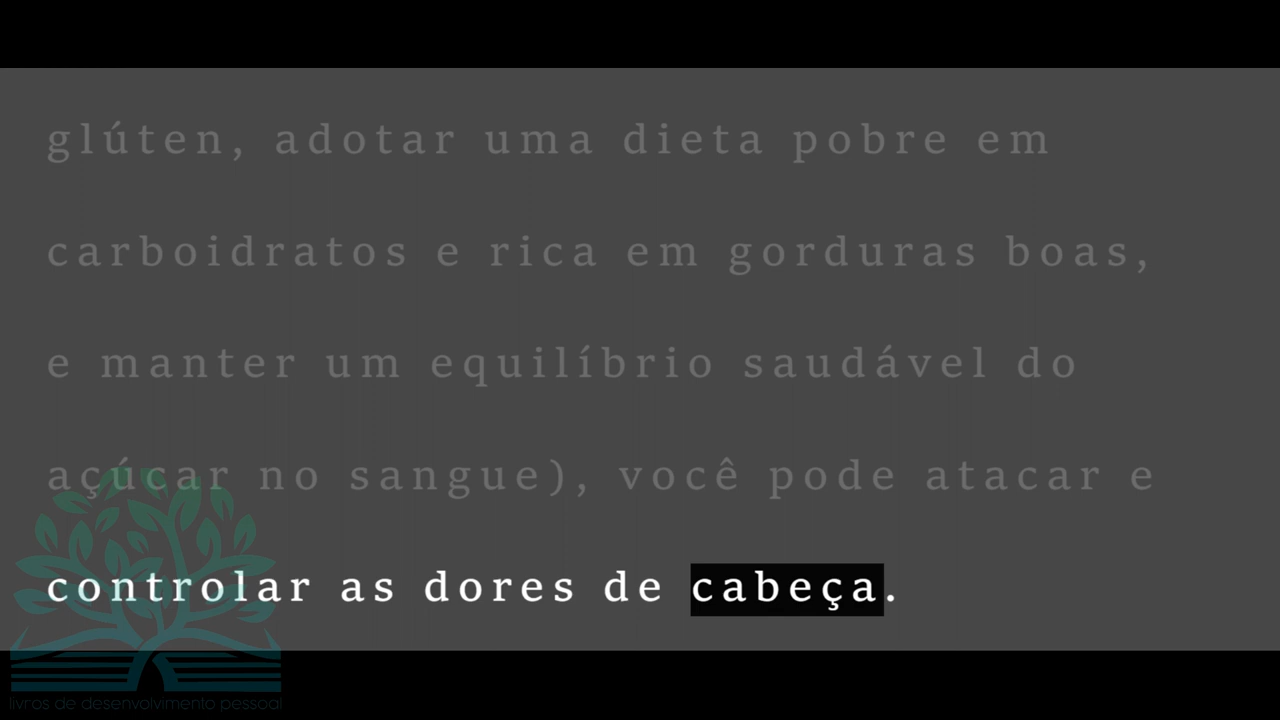 glúten, adotar uma dieta pobre em
carboidratos e rica em gorduras boas,
e manter um equilíbrio saudável do
açúcar no sangue), você pode atacar e
controlar as dores de cabeça.
livros de desenvolvimento pessoal